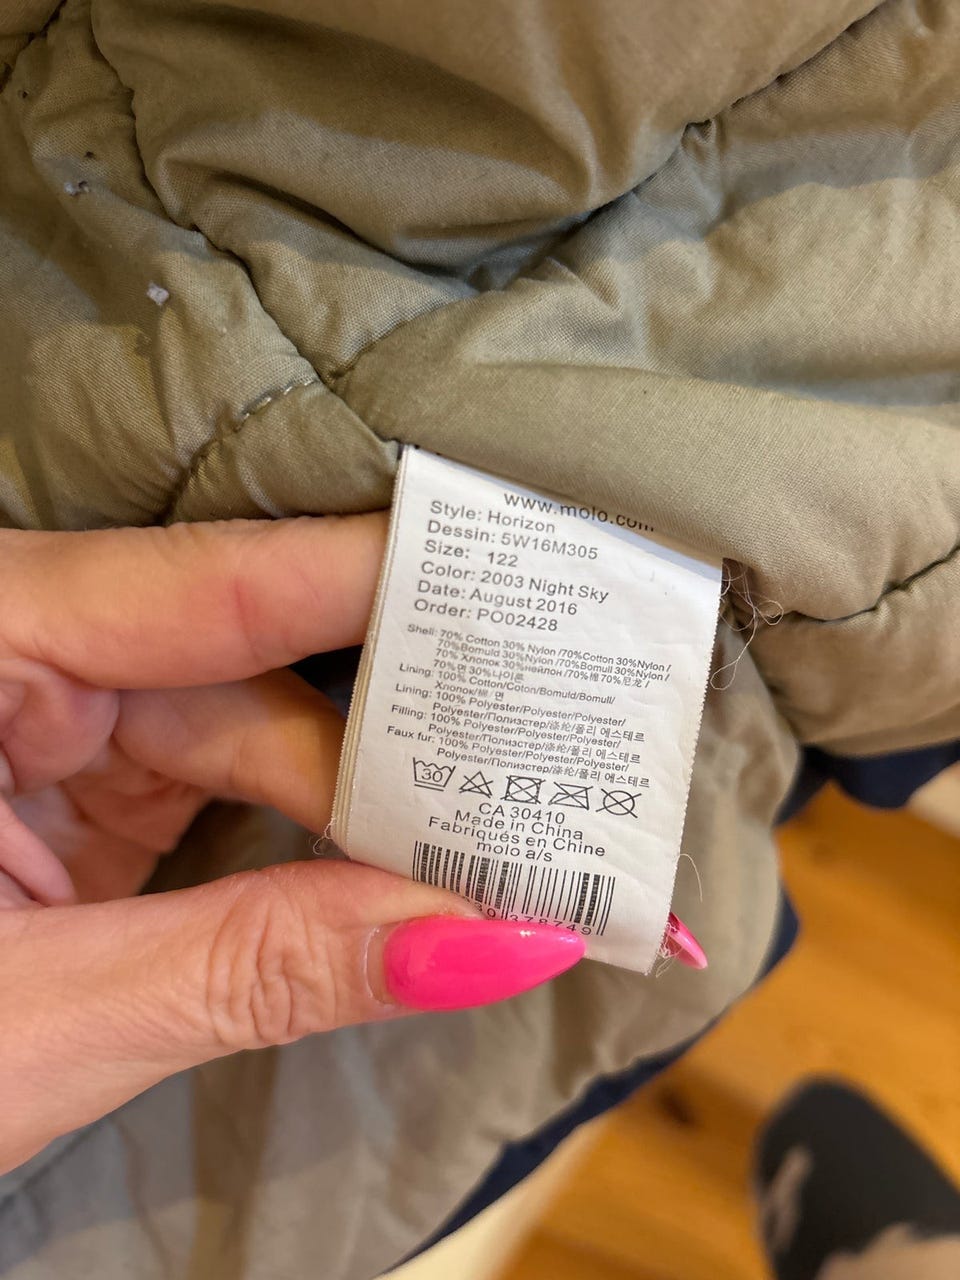 www.molo.com
Style: Horizon
Dessin: 5W16M305
Size: 122
Color: 2003 Night Sky
Date: August 2016
Order: PO02428
Shell: 70% Cotton 30% Nylon /70%Cotton 30%Nylon /
70%Bomuld 30%Nylon /70%Bomull 30%Nylon /
70% Хлопок 30%нейлон /70%棉 70%尼龙 /
70%면 30%나이론
Lining: 100% Cotton/Coton/Bomuld/Bomull/
Хлопок/棉/면
Lining: 100% Polyester/Polyester/Polyester/
Polyester/Полиэстер/涤纶/폴리 에스테르
Filling: 100% Polyester/Polyester/Polyester/
Polyester/Полиэстер/涤纶/폴리 에스테르
Faux fur: 100% Polyester/Polyester/Polyester/
Polyester/Полиэстер/涤纶/폴리 에스테르
30
CA 30410
Made in China
Fabriqués en Chine
molo a/s
378749